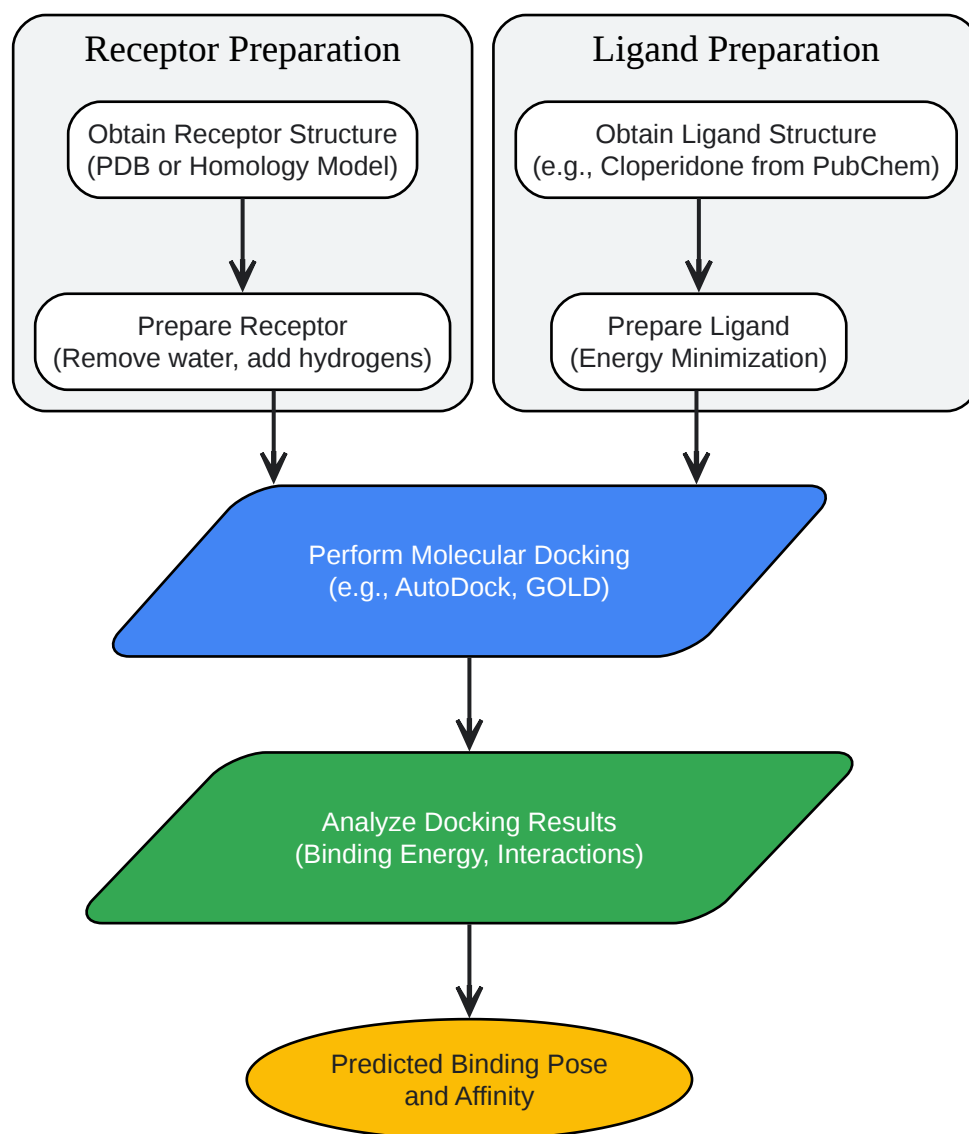 Receptor Preparation
Obtain Receptor Structure
(PDB or Homology Model)
Prepare Receptor
(Remove water, add hydrogens)
Ligand Preparation
Obtain Ligand Structure
(e.g., Cloperidone from PubChem)
Prepare Ligand
(Energy Minimization)
Perform Molecular Docking
(e.g., AutoDock, GOLD)
Analyze Docking Results
(Binding Energy, Interactions)
Predicted Binding Pose
and Affinity